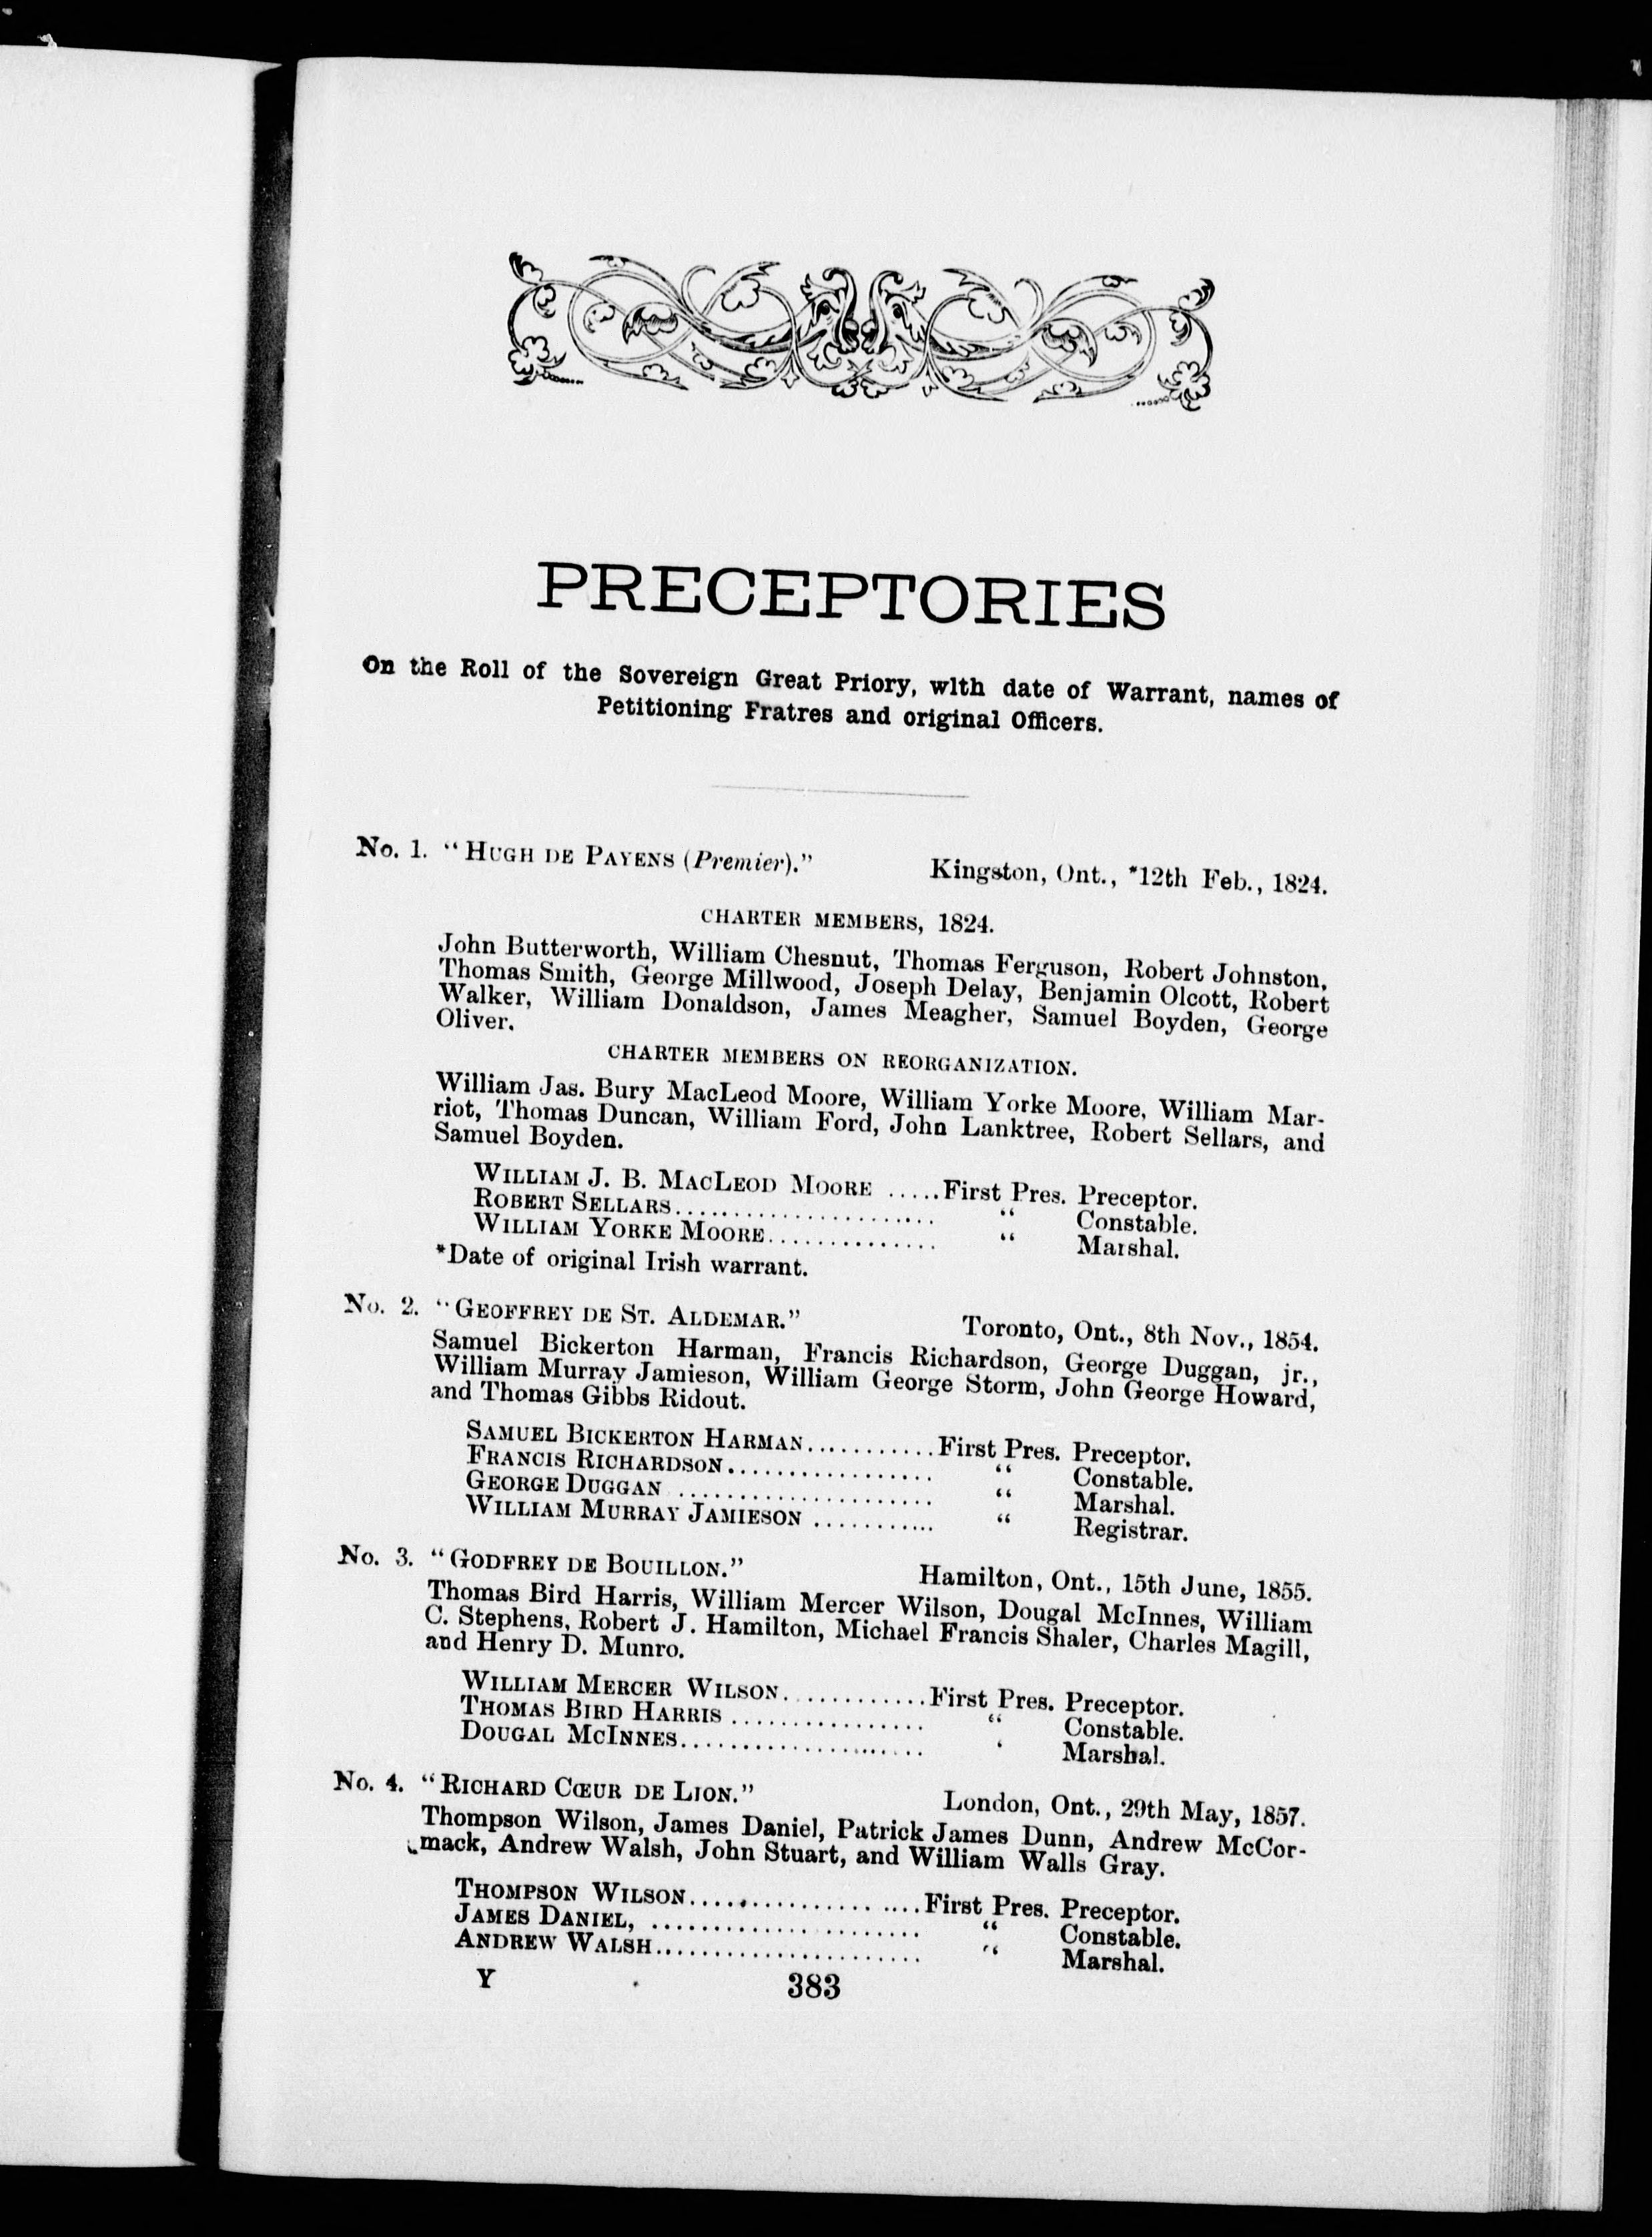 PRECEPTORIES
On the Roll of the Sovereign Great Priory, with date of Warrant, names of
Petitioning Fratres and original Officers.
No. 1. "HUGH DE PAYENS (Premier)." Kingston, Ont., *12th Feb., 1824.
CHARTER MEMBERS, 1824.
John Butterworth, William Chesnut, Thomas Ferguson, Robert Johnston,
Thomas Smith, George Millwood, Joseph Delay, Benjamin Olcott, Robert
Walker, William Donaldson, James Meagher, Samuel Boyden, George
Oliver.
CHARTER MEMBERS ON REORGANIZATION.
William Jas. Bury MacLeod Moore, William Yorke Moore, William Mar-
riot, Thomas Duncan, William Ford, John Lanktree, Robert Sellars, and
Samuel Boyden.
WILLIAM J. B. MACLEOD MOORE .....First Pres. Preceptor.
ROBERT SELLARS........................ " Constable.
WILLIAM YORKE MOORE............... " Marshal.
*Date of original Irish warrant.
No. 2. "GEOFFREY DE ST. ALDEMAR." Toronto, Ont., 8th Nov., 1854.
Samuel Bickerton Harman, Francis Richardson, George Duggan, jr.,
William Murray Jamieson, William George Storm, John George Howard,
and Thomas Gibbs Ridout.
SAMUEL BICKERTON HARMAN...........First Pres. Preceptor.
FRANCIS RICHARDSON................. " Constable.
GEORGE DUGGAN ..................... " Marshal.
WILLIAM MURRAY JAMIESON ........... " Registrar.
No. 3. "GODFREY DE BOUILLON." Hamilton, Ont., 15th June, 1855.
Thomas Bird Harris, William Mercer Wilson, Dougal McInnes, William
C. Stephens, Robert J. Hamilton, Michael Francis Shaler, Charles Magill,
and Henry D. Munro.
WILLIAM MERCER WILSON............First Pres. Preceptor.
THOMAS BIRD HARRIS ................ " Constable.
DOUGAL MCINNES..................... ' Marshal.
No. 4. "RICHARD CŒUR DE LION." London, Ont., 29th May, 1857.
Thompson Wilson, James Daniel, Patrick James Dunn, Andrew McCor-
mack, Andrew Walsh, John Stuart, and William Walls Gray.
THOMPSON WILSON...................First Pres. Preceptor.
JAMES DANIEL, ...................... " Constable.
ANDREW WALSH...................... " Marshal.
Y 383